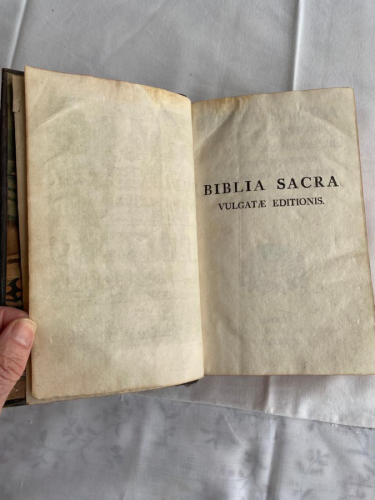 BIBLIA SACRA
VULGATÆ EDITIONIS.